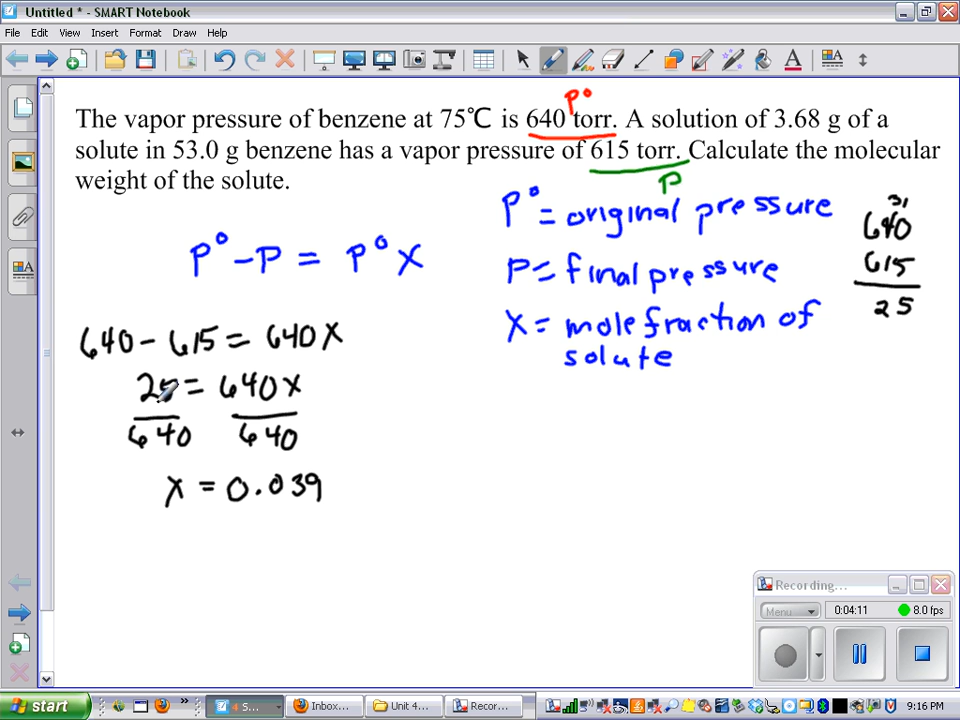 Untitled * - SMART Notebook
File Edit View Insert Format Draw Help
P°
The vapor pressure of benzene at 75℃ is 640 torr. A solution of 3.68 g of a
solute in 53.0 g benzene has a vapor pressure of 615 torr. Calculate the molecular
weight of the solute.
P
P° - P = P° X
P° = original pressure
P = final pressure
X = mole fraction of
solute
31
640
615
25
640 - 615 = 640 X
25 = 640 X
640 640
X = 0.039
Recording...
Menu 0:04:11 8.0 fps
start 4 S... Inbox... Unit 4... Recor... 9:16 PM